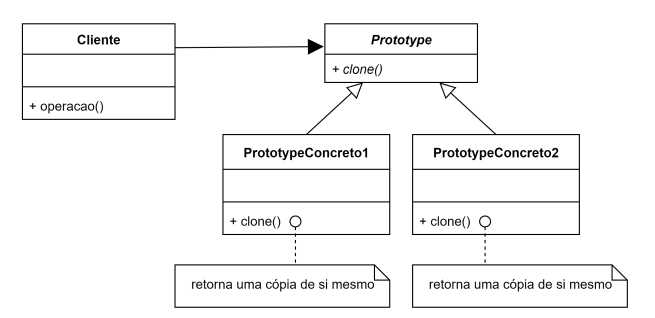 Cliente
+ operacao()
Prototype
+ clone()
PrototypeConcreto1
+ clone()
PrototypeConcreto2
+ clone()
retorna uma cópia de si mesmo
retorna uma cópia de si mesmo